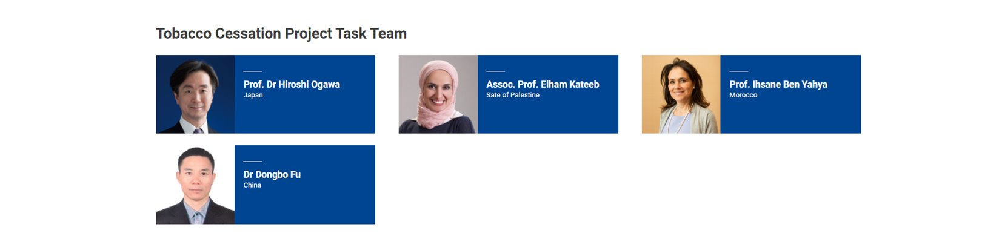 Tobacco Cessation Project Task Team
Prof. Dr Hiroshi Ogawa
Japan
Assoc. Prof. Elham Kateeb
Sate of Palestine
Prof. Ihsane Ben Yahya
Morocco
Dr Dongbo Fu
China